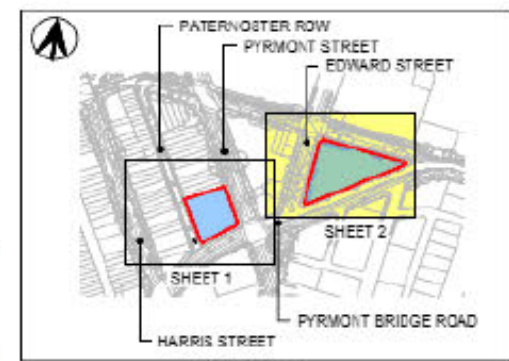 PATERNOSTER ROW
PYRMONT STREET
EDWARD STREET
SHEET 2
SHEET 1
PYRMONT BRIDGE ROAD
HARRIS STREET